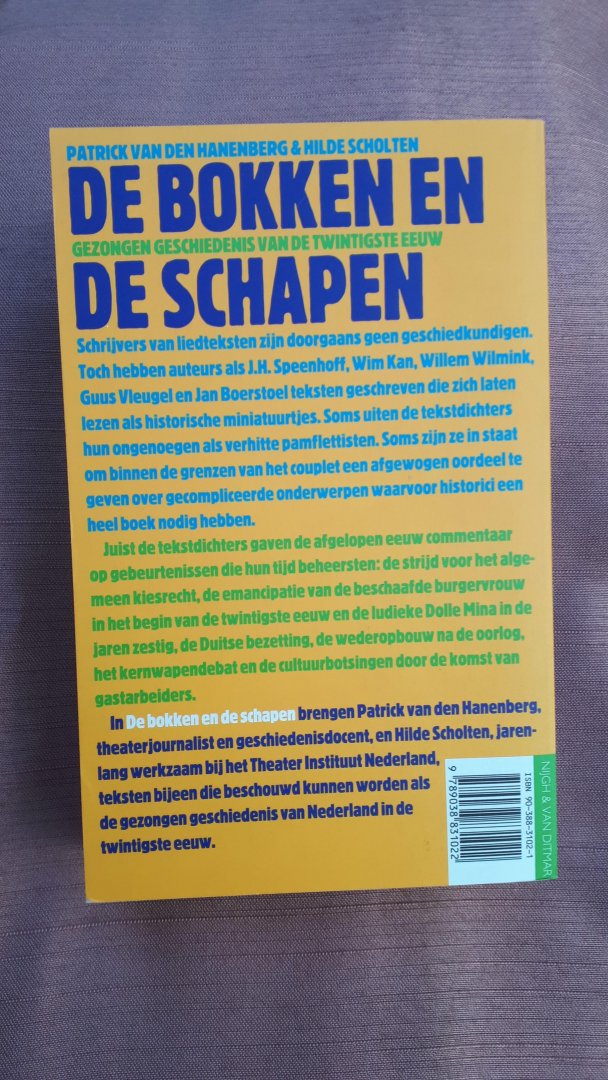 PATRICK VAN DEN HANENBERG & HILDE SCHOLTEN
DE BOKKEN EN
GEZONGEN GESCHIEDENIS VAN DE TWINTIGSTE EEUW
DE SCHAPEN
Schrijvers van liedteksten zijn doorgaans geen geschiedkundigen.
Toch hebben auteurs als J.H. Speenhoff, Wim Kan, Willem Wilmink,
Guus Vleugel en Jan Boerstoel teksten geschreven die zich laten
lezen als historische miniatuurtjes. Soms uiten de tekstdichters
hun ongenoegen als verhitte pamflettisten. Soms zijn ze in staat
om binnen de grenzen van het couplet een afgewogen oordeel te
geven over gecompliceerde onderwerpen waarvoor historici een
heel boek nodig hebben.
Juist de tekstdichters gaven de afgelopen eeuw commentaar
op gebeurtenissen die hun tijd beheersten: de strijd voor het alge-
meen kiesrecht, de emancipatie van de beschaafde burgervrouw
in het begin van de twintigste eeuw en de ludieke Dolle Mina in de
jaren zestig, de Duitse bezetting, de wederopbouw na de oorlog,
het kernwapendebat en de cultuurbotsingen door de komst van
gastarbeiders.
In De bokken en de schapen brengen Patrick van den Hanenberg,
theaterjournalist en geschiedenisdocent, en Hilde Scholten, jaren-
lang werkzaam bij het Theater Instituut Nederland,
teksten bijeen die beschouwd kunnen worden als
de gezongen geschiedenis van Nederland in de
twintigste eeuw.
NIJGH & VAN DITMAR
ISBN 90-388-3102-1
9 789038 831022